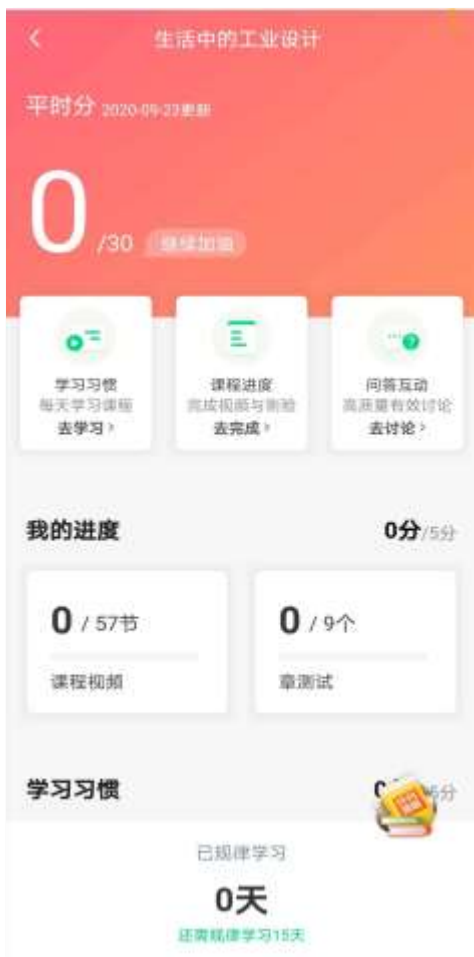 生活中的工业设计
平时分 2020-09-23更新
0 /30 继续加油
学习习惯
每天学习课程
去学习 >
课程进度
完成视频与测验
去完成 >
问答互动
高质量有效讨论
去讨论 >
我的进度 0分/5分
0 / 57节
课程视频
0 / 9个
章测试
学习习惯
已规律学习
0天
还需规律学习15天